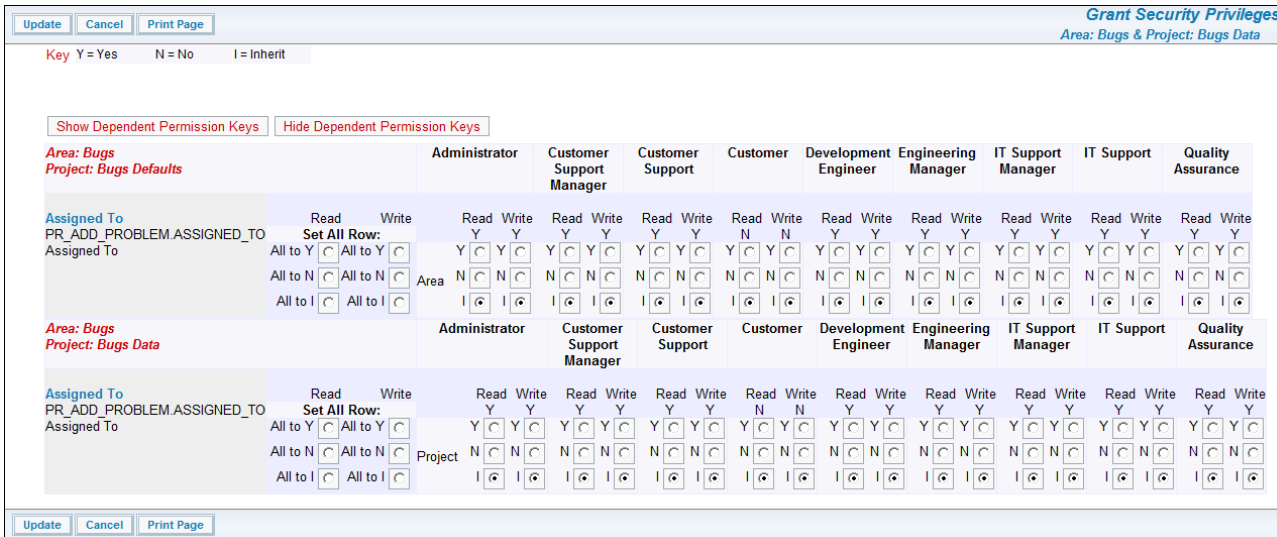 Update Cancel Print Page Grant Security Privileges
Area: Bugs & Project: Bugs Data
Key Y = Yes N = No I = Inherit
Show Dependent Permission Keys Hide Dependent Permission Keys
Area: Bugs Administrator Customer Customer Customer Development Engineering IT Support IT Support Quality
Project: Bugs Defaults Support Support Engineer Manager Manager Assurance
Manager
Assigned To Read Write Read Write Read Write Read Write Read Write Read Write Read Write Read Write Read Write Read Write
PR_ADD_PROBLEM.ASSIGNED_TO Set All Row: Y Y Y Y Y Y N N Y Y Y Y Y Y Y Y Y Y
Assigned To All to Y All to Y Y Y Y Y Y Y Y Y Y Y Y Y Y Y Y Y Y Y
All to N All to N Area N N N N N N N N N N N N N N N N N N
All to I All to I I I I I I I I I I I I I I I I I I I
Area: Bugs Administrator Customer Customer Customer Development Engineering IT Support IT Support Quality
Project: Bugs Data Support Support Engineer Manager Manager Assurance
Manager
Assigned To Read Write Read Write Read Write Read Write Read Write Read Write Read Write Read Write Read Write Read Write
PR_ADD_PROBLEM.ASSIGNED_TO Set All Row: Y Y Y Y Y Y N N Y Y Y Y Y Y Y Y Y Y
Assigned To All to Y All to Y Y Y Y Y Y Y Y Y Y Y Y Y Y Y Y Y Y Y
All to N All to N Project N N N N N N N N N N N N N N N N N N
All to I All to I I I I I I I I I I I I I I I I I I I
Update Cancel Print Page